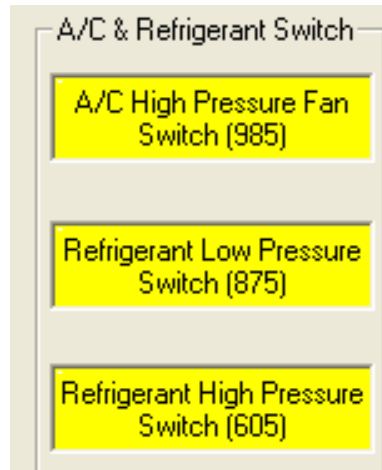 A/C & Refrigerant Switch
A/C High Pressure Fan
Switch (985)
Refrigerant Low Pressure
Switch (875)
Refrigerant High Pressure
Switch (605)